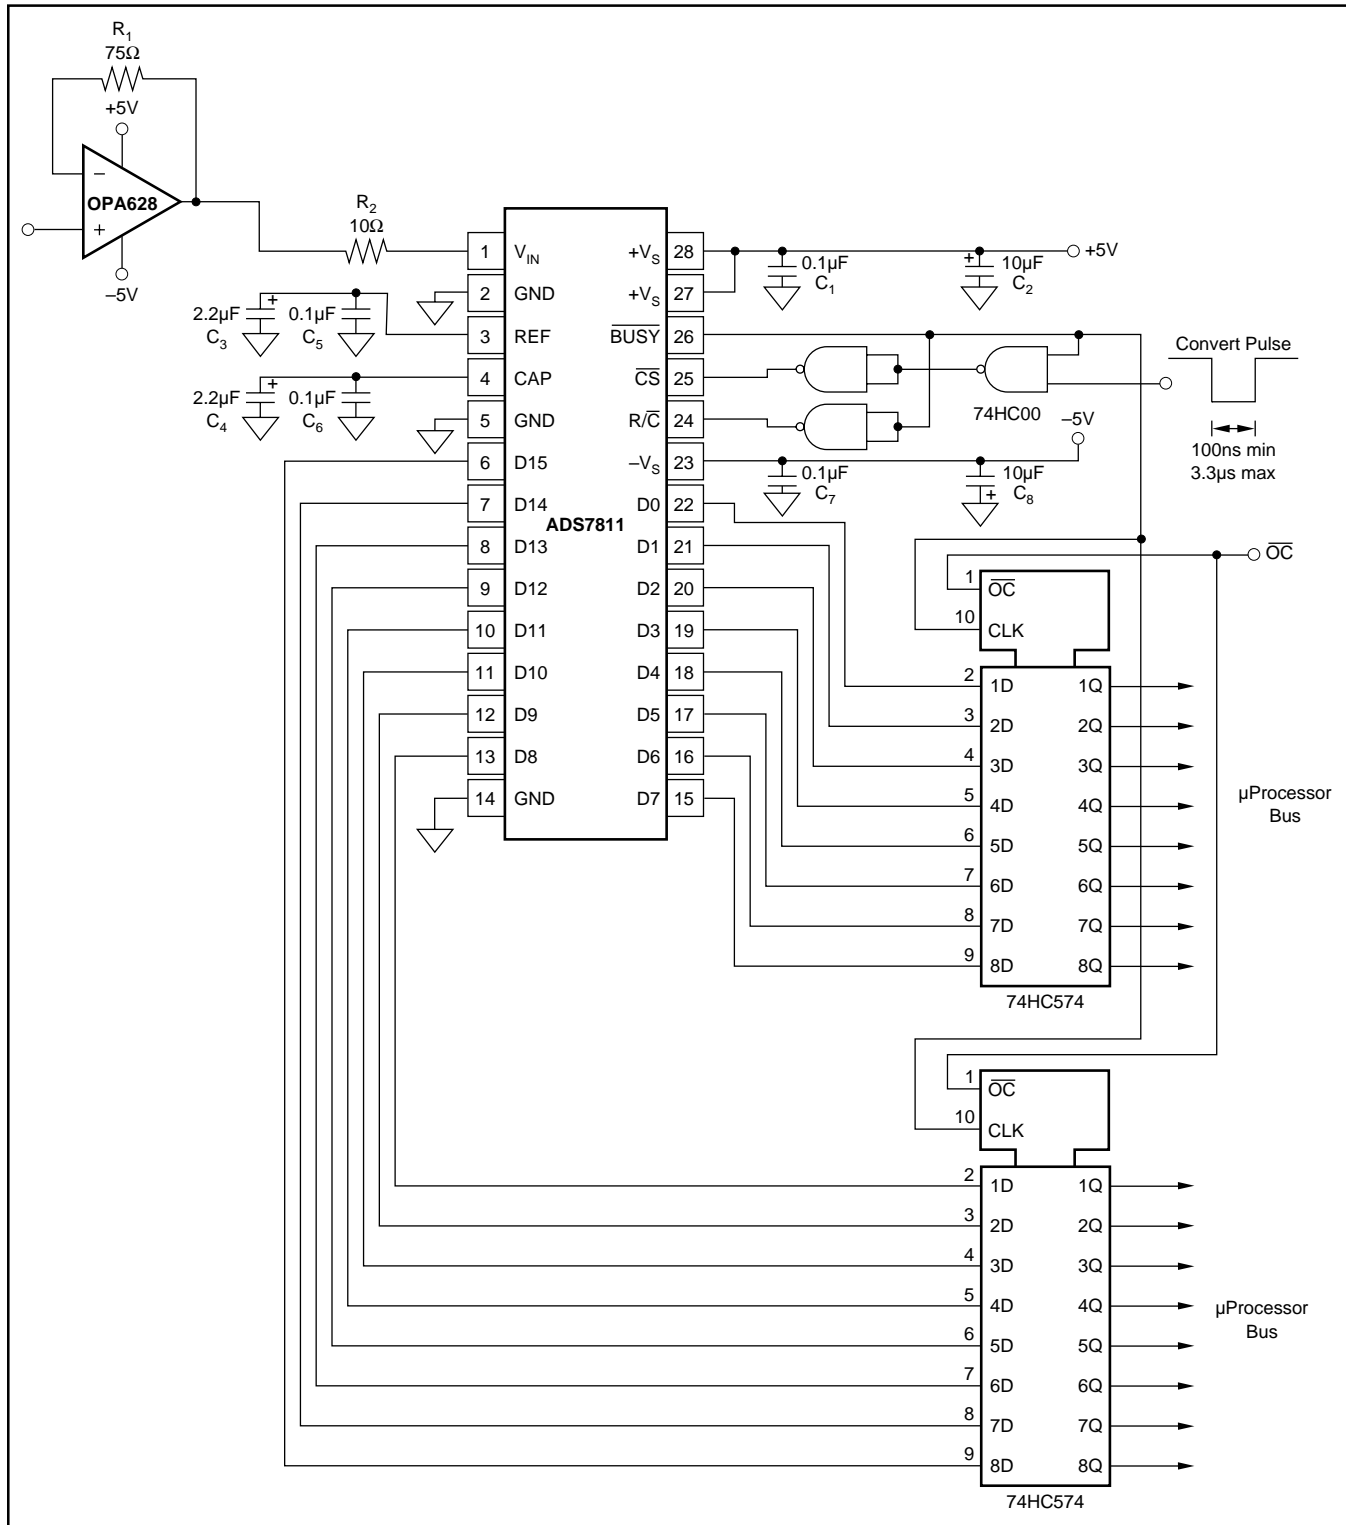 R1
75Ω
+5V
−
OPA628
+
–5V
R2
10Ω
2.2µF
C3
0.1µF
C5
2.2µF
C4
0.1µF
C6
1 VIN
2 GND
3 REF
4 CAP
5 GND
6 D15
7 D14
8 D13
9 D12
10 D11
11 D10
12 D9
13 D8
14 GND
ADS7811
+VS 28
+VS 27
BUSY 26
CS 25
R/C 24
–VS 23
D0 22
D1 21
D2 20
D3 19
D4 18
D5 17
D6 16
D7 15
0.1µF
C1
+
10µF
C2
+5V
74HC00
Convert Pulse
100ns min
3.3µs max
–5V
0.1µF
C7
10µF
+ C8
OC
1 OC
10 CLK
2 1D 1Q
3 2D 2Q
4 3D 3Q
5 4D 4Q
6 5D 5Q
7 6D 6Q
8 7D 7Q
9 8D 8Q
74HC574
µProcessor
Bus
1 OC
10 CLK
2 1D 1Q
3 2D 2Q
4 3D 3Q
5 4D 4Q
6 5D 5Q
7 6D 6Q
8 7D 7Q
9 8D 8Q
74HC574
µProcessor
Bus